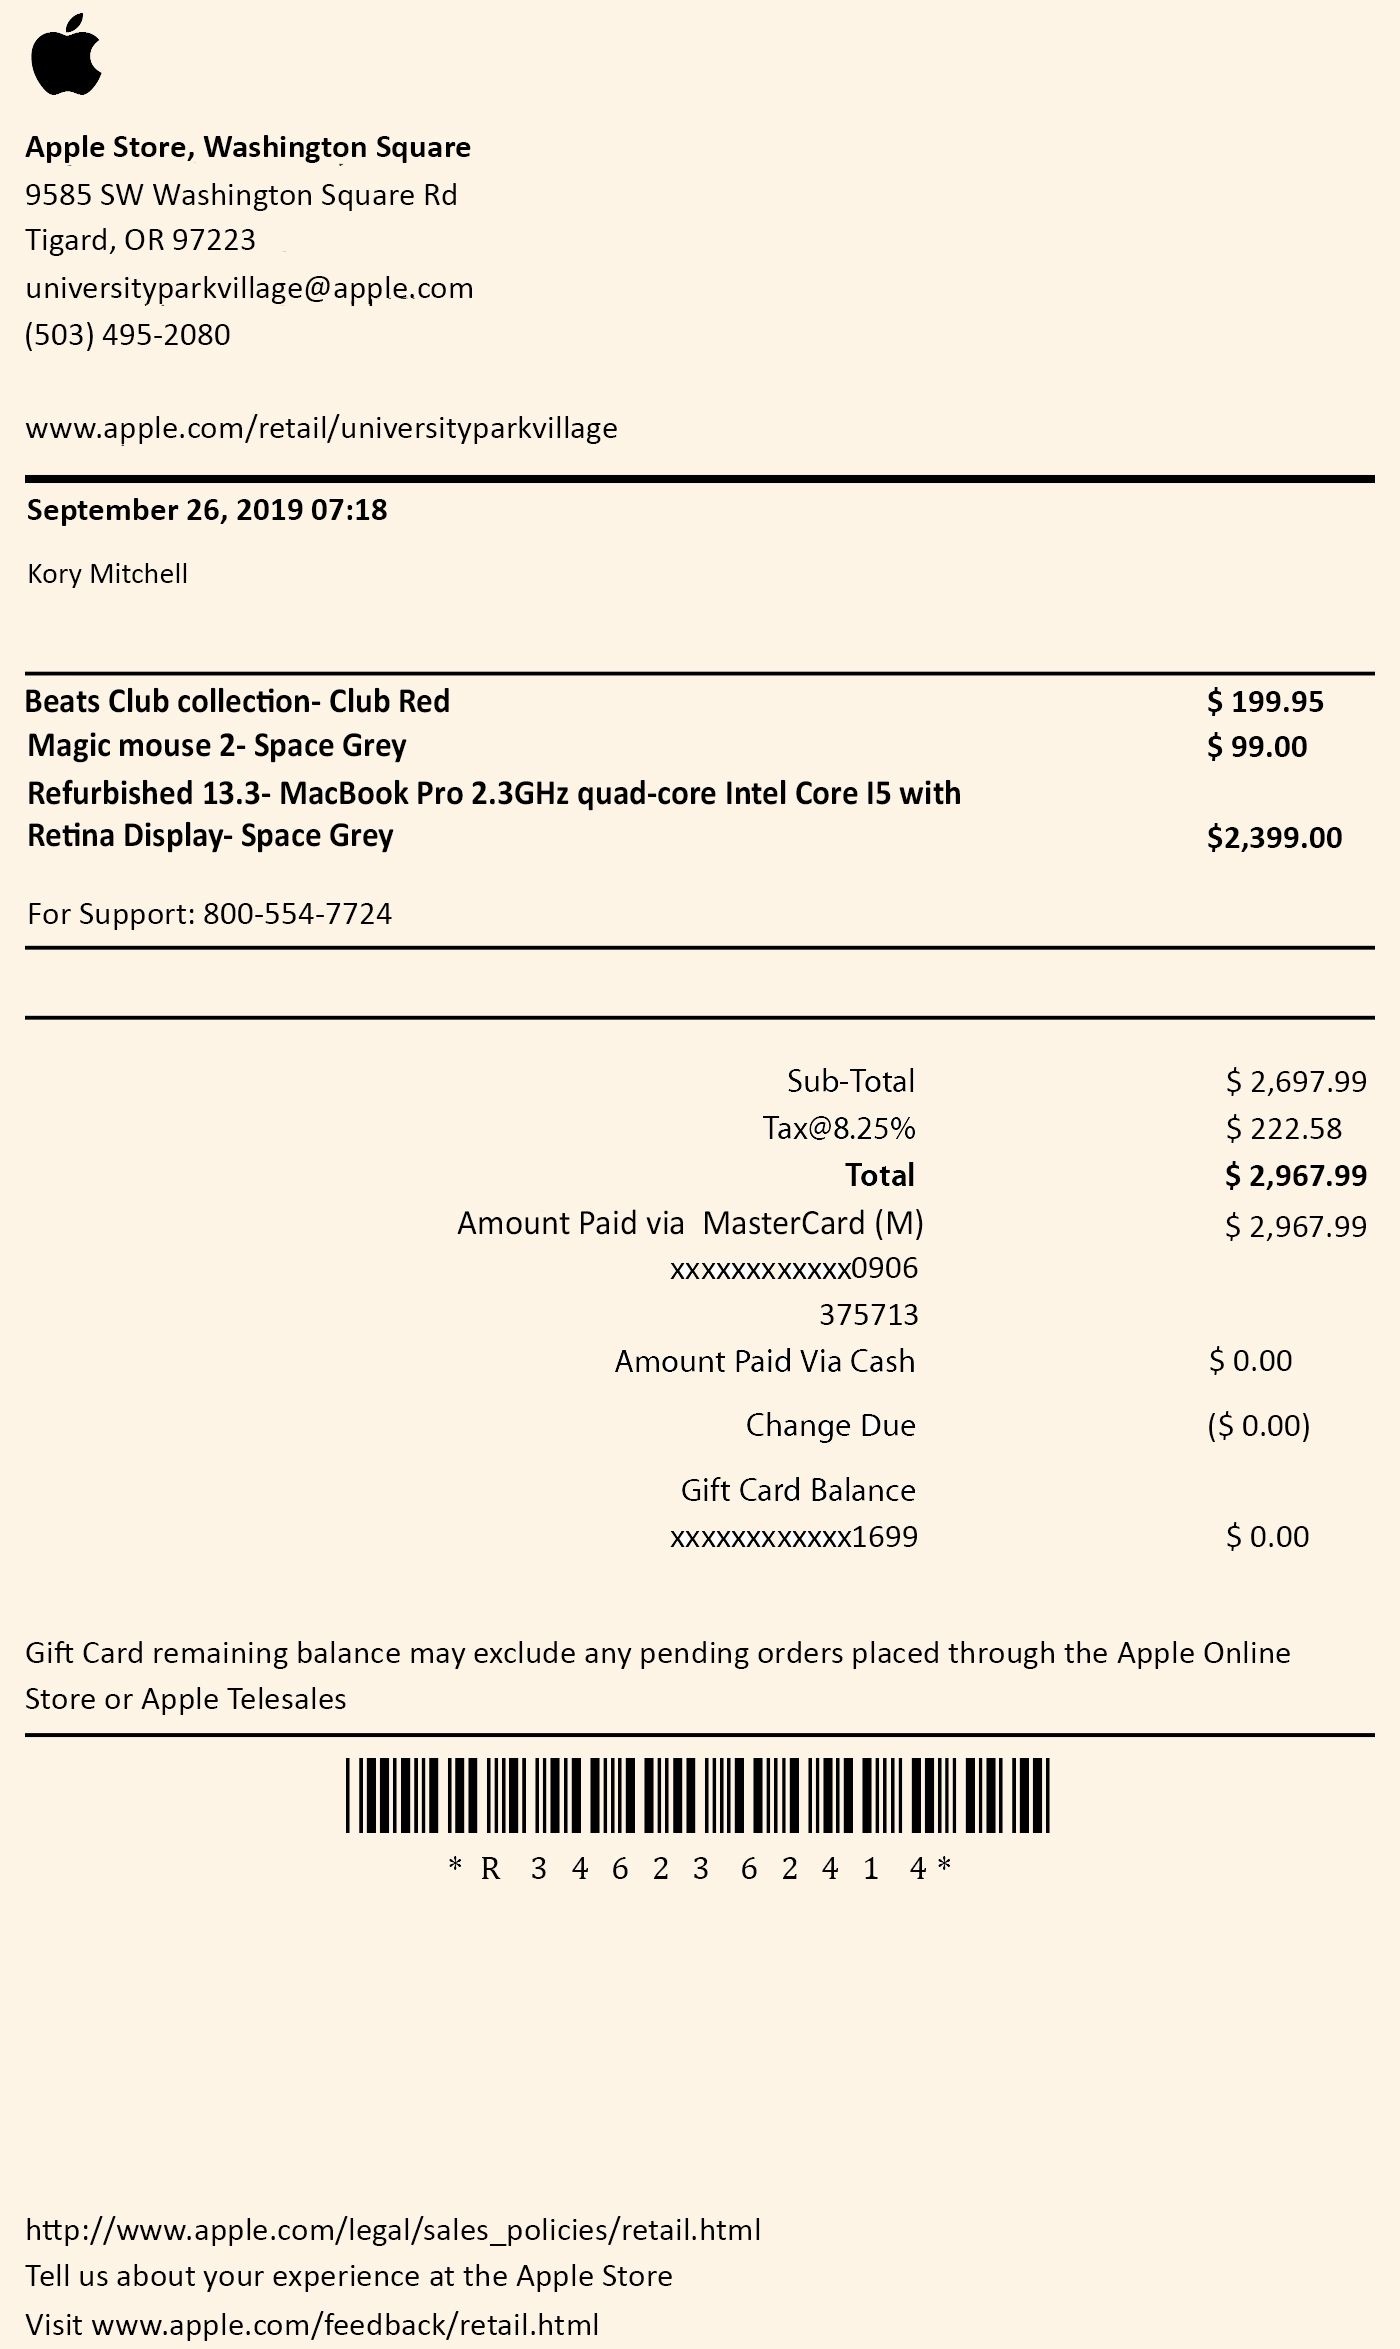 Apple Store, Washington Square
9585 SW Washington Square Rd
Tigard, OR 97223
universityparkvillage@apple.com
(503) 495-2080
www.apple.com/retail/universityparkvillage
September 26, 2019 07:18
Kory Mitchell
Beats Club collection- Club Red $ 199.95
Magic mouse 2- Space Grey $ 99.00
Refurbished 13.3- MacBook Pro 2.3GHz quad-core Intel Core I5 with
Retina Display- Space Grey $2,399.00
For Support: 800-554-7724
Sub-Total $ 2,697.99
Tax@8.25% $ 222.58
Total $ 2,967.99
Amount Paid via MasterCard (M) $ 2,967.99
xxxxxxxxxxxx0906
375713
Amount Paid Via Cash $ 0.00
Change Due ($ 0.00)
Gift Card Balance
xxxxxxxxxxxx1699 $ 0.00
Gift Card remaining balance may exclude any pending orders placed through the Apple Online
Store or Apple Telesales
* R 3 4 6 2 3 6 2 4 1 4 *
http://www.apple.com/legal/sales_policies/retail.html
Tell us about your experience at the Apple Store
Visit www.apple.com/feedback/retail.html